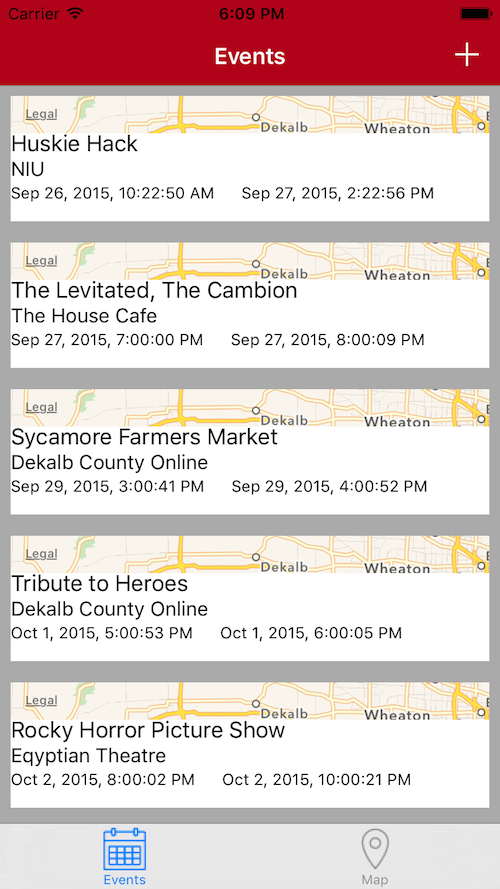 Carrier 6:09 PM
Events
Legal Dekalb Wheaton
Huskie Hack
NIU
Sep 26, 2015, 10:22:50 AM Sep 27, 2015, 2:22:56 PM
Legal Dekalb Wheaton
The Levitated, The Cambion
The House Cafe
Sep 27, 2015, 7:00:00 PM Sep 27, 2015, 8:00:09 PM
Legal Dekalb Wheaton
Sycamore Farmers Market
Dekalb County Online
Sep 29, 2015, 3:00:41 PM Sep 29, 2015, 4:00:52 PM
Legal Dekalb Wheaton
Tribute to Heroes
Dekalb County Online
Oct 1, 2015, 5:00:53 PM Oct 1, 2015, 6:00:05 PM
Legal Dekalb Wheaton
Rocky Horror Picture Show
Eqyptian Theatre
Oct 2, 2015, 8:00:02 PM Oct 2, 2015, 10:00:21 PM
Events Map